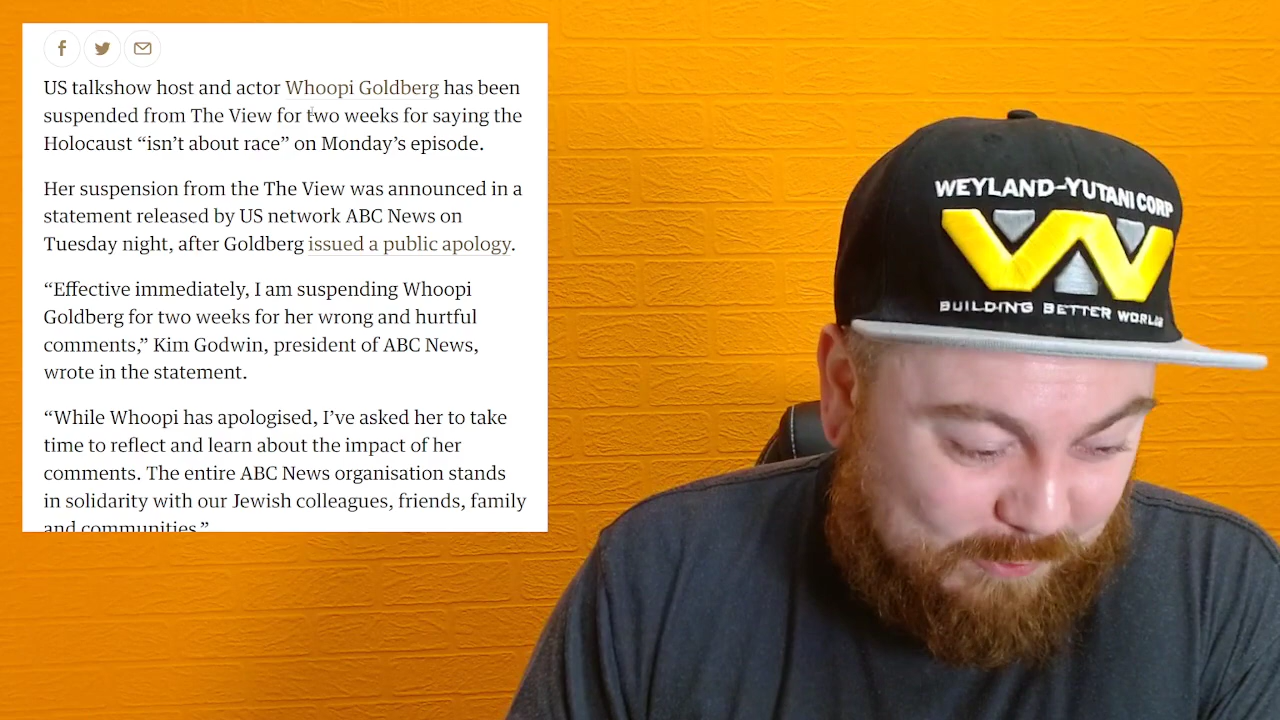 US talkshow host and actor Whoopi Goldberg has been
suspended from The View for two weeks for saying the
Holocaust “isn’t about race” on Monday’s episode.
Her suspension from the The View was announced in a
statement released by US network ABC News on
Tuesday night, after Goldberg issued a public apology.
“Effective immediately, I am suspending Whoopi
Goldberg for two weeks for her wrong and hurtful
comments,” Kim Godwin, president of ABC News,
wrote in the statement.
“While Whoopi has apologised, I’ve asked her to take
time to reflect and learn about the impact of her
comments. The entire ABC News organisation stands
in solidarity with our Jewish colleagues, friends, family
and communities.”
WEYLAND-YUTANI CORP
BUILDING BETTER WORLDS